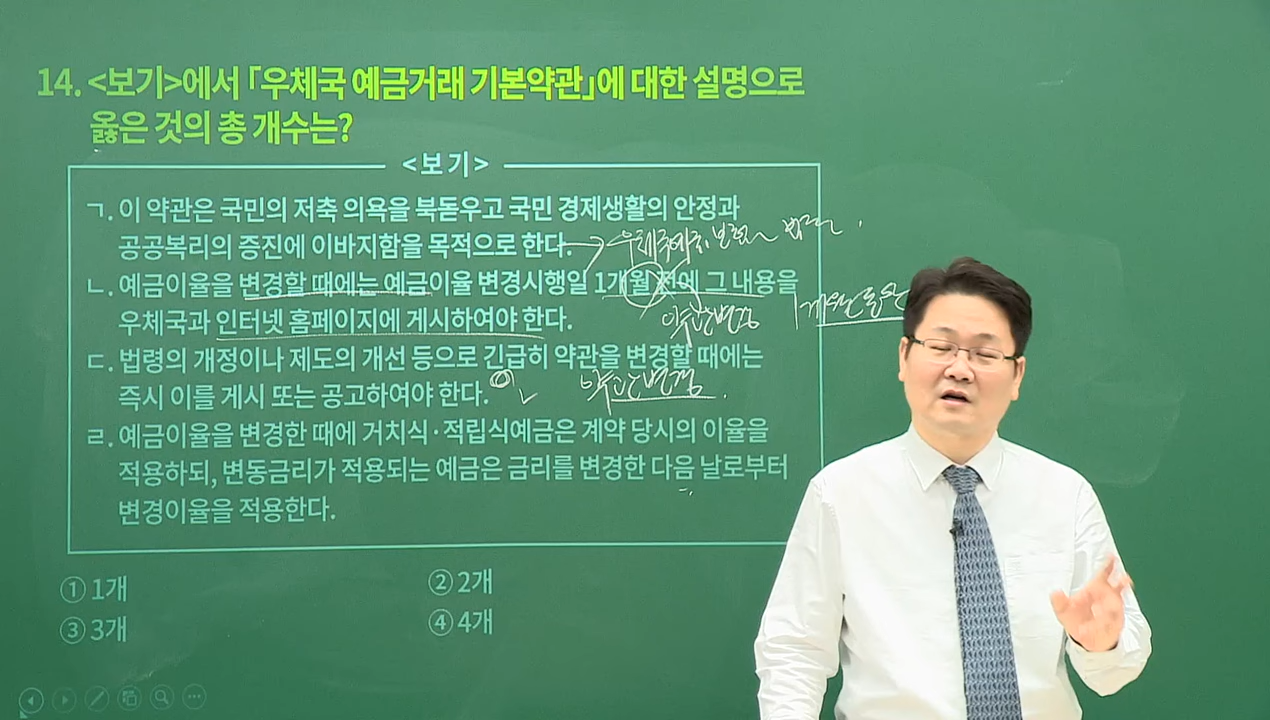 14. <보기>에서 「우체국 예금거래 기본약관」에 대한 설명으로
옳은 것의 총 개수는?
<보기>
ㄱ. 이 약관은 국민의 저축 의욕을 북돋우고 국민 경제생활의 안정과
공공복리의 증진에 이바지함을 목적으로 한다.
ㄴ. 예금이율을 변경할 때에는 예금이율 변경시행일 1개월 전에 그 내용을
우체국과 인터넷 홈페이지에 게시하여야 한다.
약관변경
1개월 동안
ㄷ. 법령의 개정이나 제도의 개선 등으로 긴급히 약관을 변경할 때에는
즉시 이를 게시 또는 공고하여야 한다.
약관변경.
ㄹ. 예금이율을 변경한 때에 거치식·적립식예금은 계약 당시의 이율을
적용하되, 변동금리가 적용되는 예금은 금리를 변경한 다음 날로부터
변경이율을 적용한다.
① 1개
② 2개
③ 3개
④ 4개